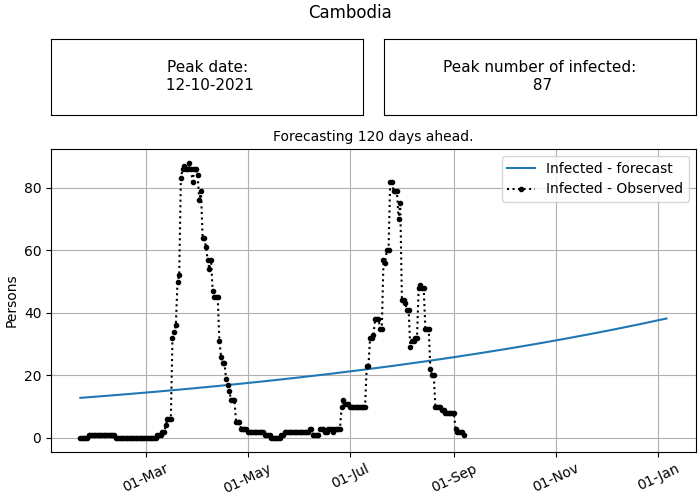 Cambodia
Peak date:
12-10-2021
Peak number of infected:
87
Forecasting 120 days ahead.
Infected - forecast
Infected - Observed
Persons
80
60
40
20
0
01-Mar
01-May
01-Jul
01-Sep
01-Nov
01-Jan